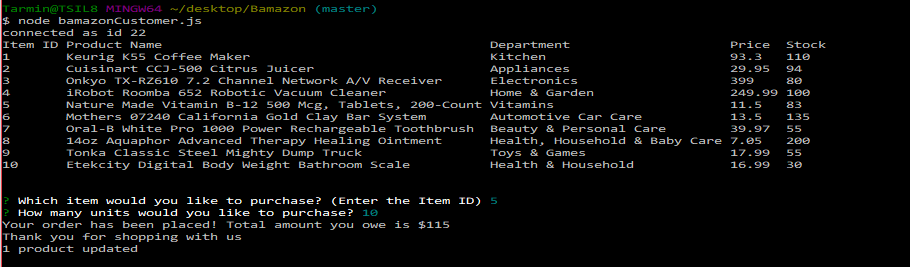 Tarmin@TSIL8 MINGW64 ~/desktop/Bamazon (master)
$ node bamazonCustomer.js
connected as id 22
Item ID Product Name Department Price Stock
1 Keurig K55 Coffee Maker Kitchen 93.3 110
2 Cuisinart CCJ-500 Citrus Juicer Appliances 29.95 94
3 Onkyo TX-RZ610 7.2 Channel Network A/V Receiver Electronics 399 80
4 iRobot Roomba 652 Robotic Vacuum Cleaner Home & Garden 249.99 100
5 Nature Made Vitamin B-12 500 Mcg, Tablets, 200-Count Vitamins 11.5 83
6 Mothers 07240 California Gold Clay Bar System Automotive Car Care 13.5 135
7 Oral-B White Pro 1000 Power Rechargeable Toothbrush Beauty & Personal Care 39.97 55
8 14oz Aquaphor Advanced Therapy Healing Ointment Health, Household & Baby Care 7.05 200
9 Tonka Classic Steel Mighty Dump Truck Toys & Games 17.99 55
10 Etekcity Digital Body Weight Bathroom Scale Health & Household 16.99 30
? Which item would you like to purchase? (Enter the Item ID) 5
? How many units would you like to purchase? 10
Your order has been placed! Total amount you owe is $115
Thank you for shopping with us
1 product updated